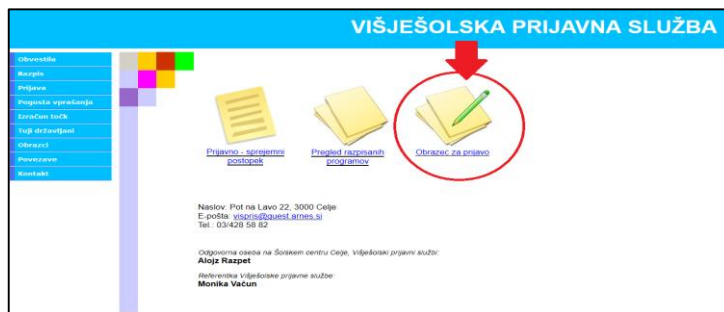 VIŠJEŠOLSKA PRIJAVNA SLUŽBA
Obvestila
Razpis
Prijava
Pogosta vprašanja
Izračun točk
Tuji državljani
Obrazci
Povezave
Kontakt
Prijavno - sprejemni
postopek
Pregled razpisanih
programov
Obrazec za prijavo
Naslov: Pot na Lavo 22, 3000 Celje
E-pošta: vispris@guest.arnes.si
Tel.: 03/428 58 82
Odgovorna oseba na Šolskem centru Celje, Višješolski prijavni službi:
Alojz Razpet
Referentka Višješolske prijavne službe:
Monika Vačun